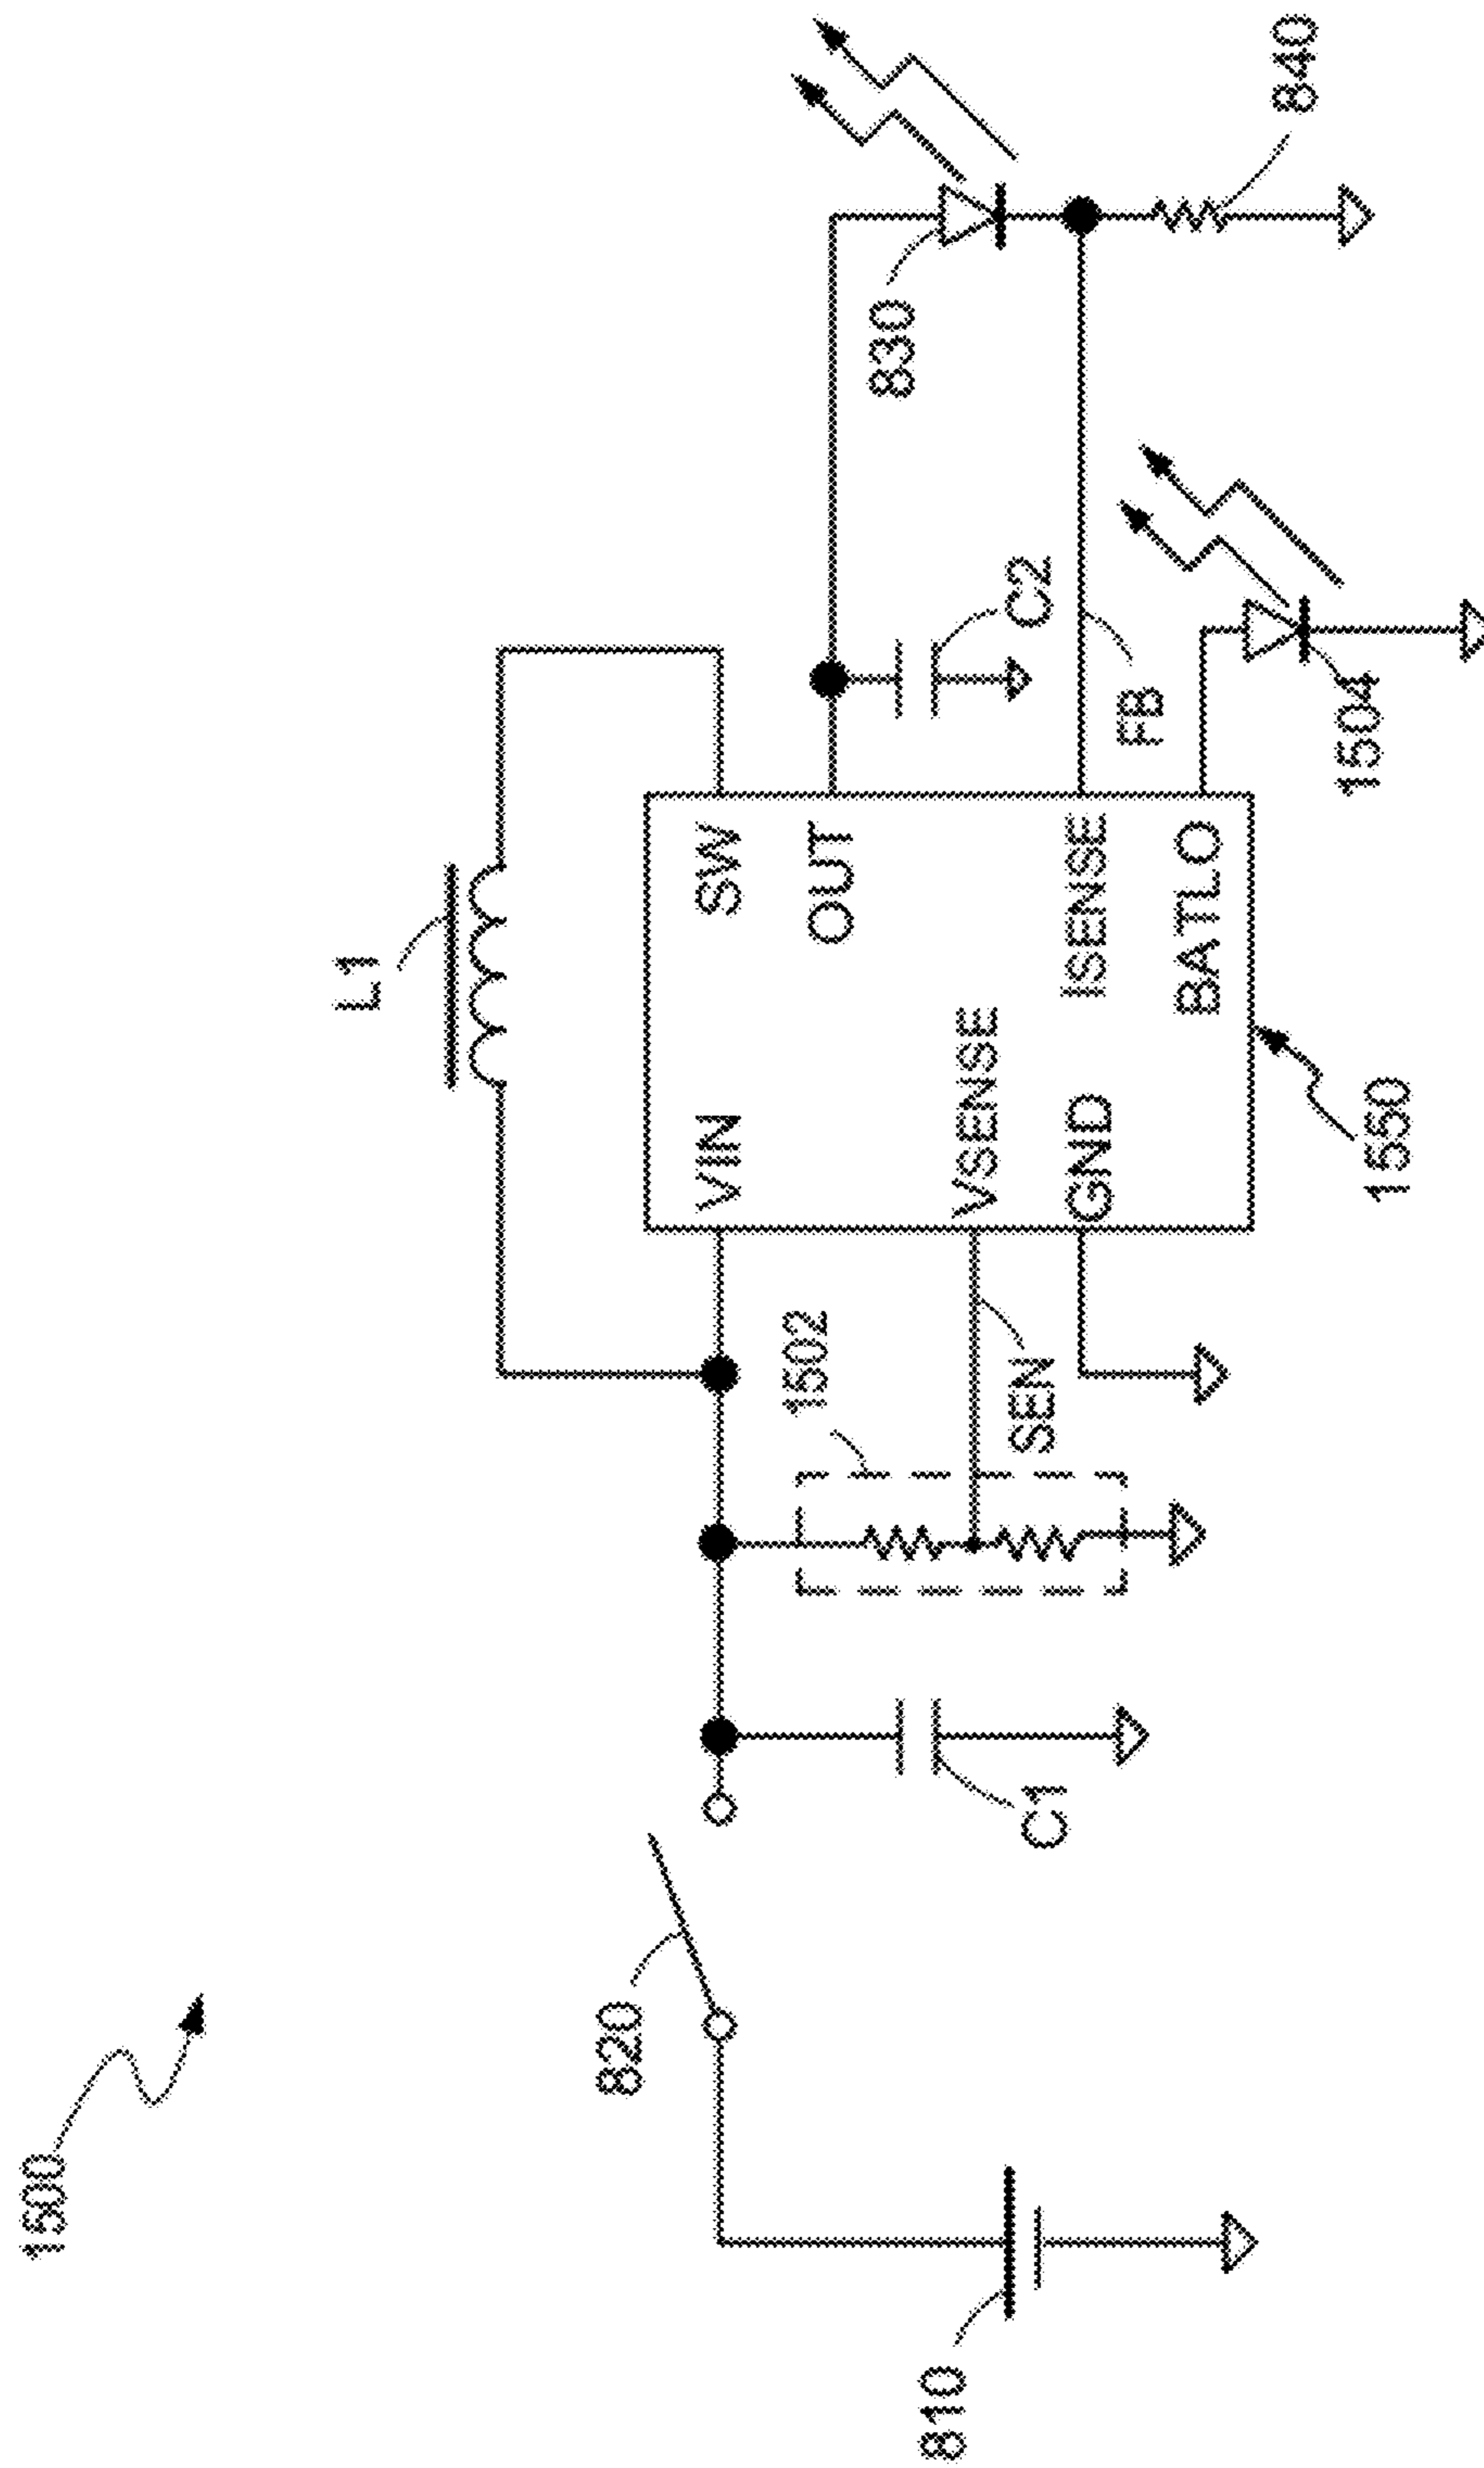 1500
L1
820
810
C1
1502
SEN
VIN
SW
OUT
VSENSE
ISENSE
GND
BATLO
1550
C2
FB
830
840
1504